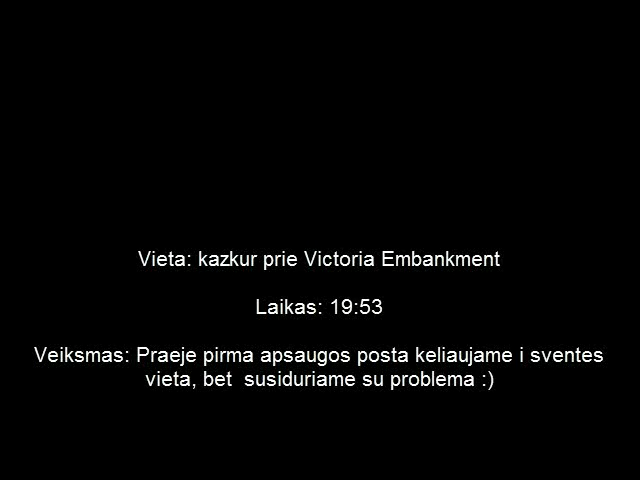 Vieta: kazkur prie Victoria Embankment
Laikas: 19:53
Veiksmas: Praeje pirma apsaugos posta keliaujame i sventes
vieta, bet  susiduriame su problema :)